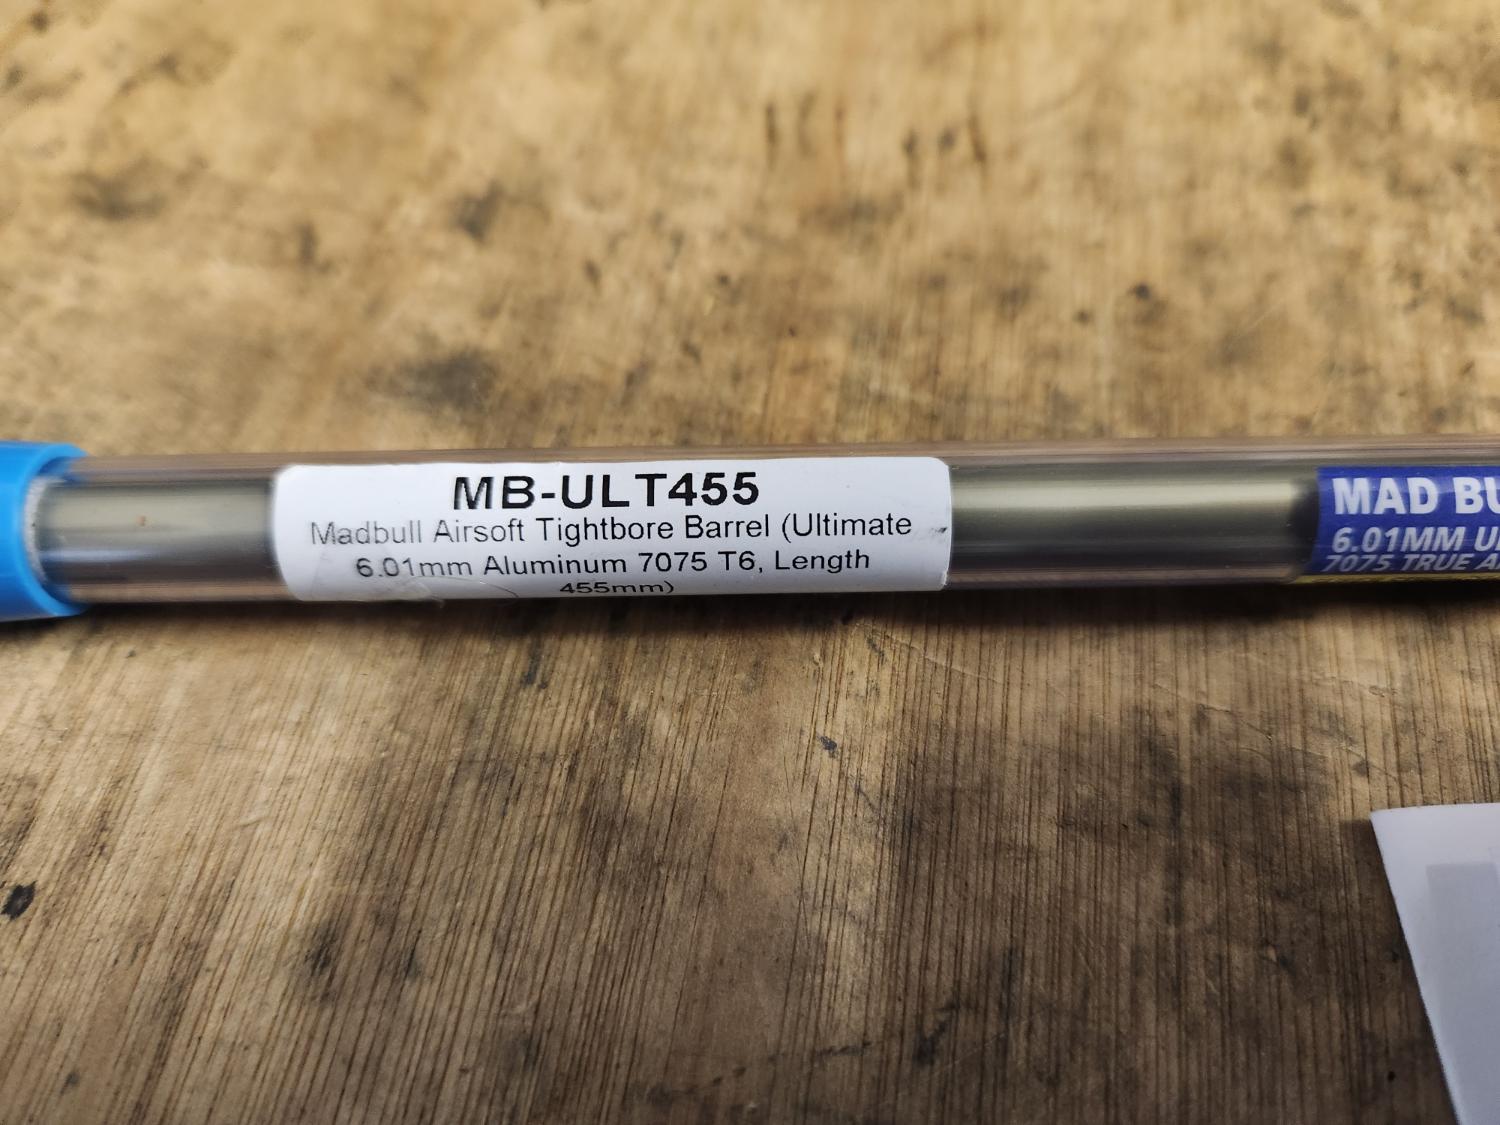 MB-ULT455
Madbull Airsoft Tightbore Barrel (Ultimate
6.01mm Aluminum 7075 T6, Length
455mm)
MAD BU
6.01MM U
7075 TRUE A